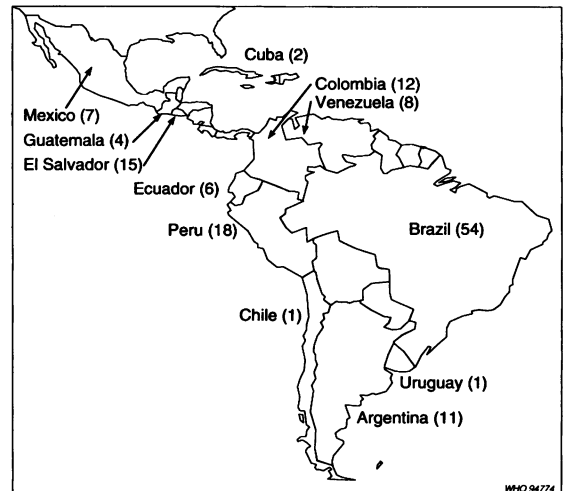 Cuba (2)
Colombia (12)
Venezuela (8)
Mexico (7)
Guatemala (4)
El Salvador (15)
Ecuador (6)
Peru (18)
Brazil (54)
Chile (1)
Uruguay (1)
Argentina (11)
WHO 94774